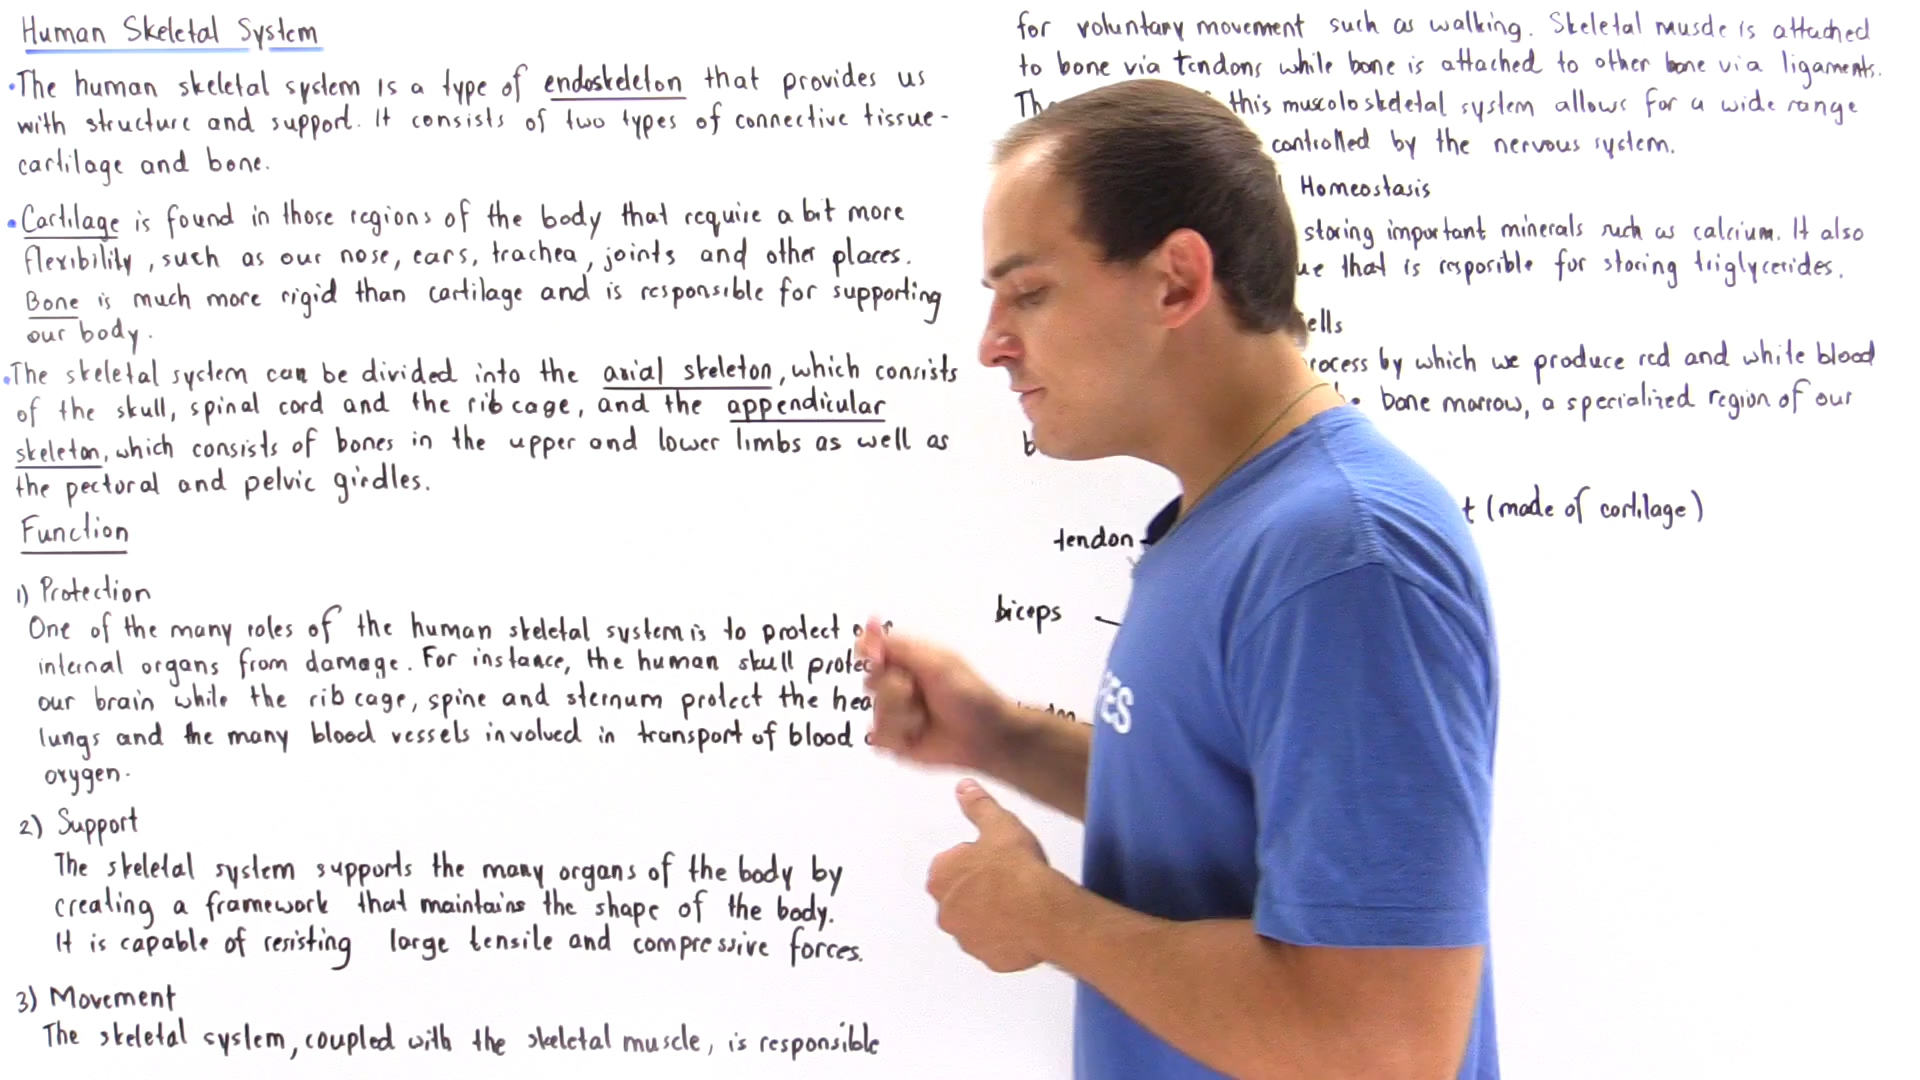 Human Skeletal System
• The human skeletal system is a type of endoskeleton that provides us
with structure and support. It consists of two types of connective tissue -
cartilage and bone.
• Cartilage is found in those regions of the body that require a bit more
flexibility, such as our nose, ears, trachea, joints and other places.
Bone is much more rigid than cartilage and is responsible for supporting
our body.
• The skeletal system can be divided into the axial skeleton, which consists
of the skull, spinal cord and the rib cage, and the appendicular
skeleton, which consists of bones in the upper and lower limbs as well as
the pectoral and pelvic girdles.
Function
1) Protection
One of the many roles of the human skeletal system is to protect
internal organs from damage. For instance, the human skull protec
our brain while the rib cage, spine and sternum protect the hea
lungs and the many blood vessels involved in transport of blood
oxygen.
2) Support
The skeletal system supports the many organs of the body by
creating a framework that maintains the shape of the body.
It is capable of resisting large tensile and compressive forces.
3) Movement
The skeletal system, coupled with the skeletal muscle, is responsible
for voluntary movement such as walking. Skeletal muscle is attached
to bone via tendons while bone is attached to other bone via ligaments.
Th this muscolo skeletal system allows for a wide range
controlled by the nervous system.
Homeostasis
storing important minerals such as calcium. It also
ue that is resposible for storing triglycerides.
ells
rocess by which we produce red and white blood
bone marrow, a specialized region of our
b
t (made of cartilage)
tendon
biceps
ES